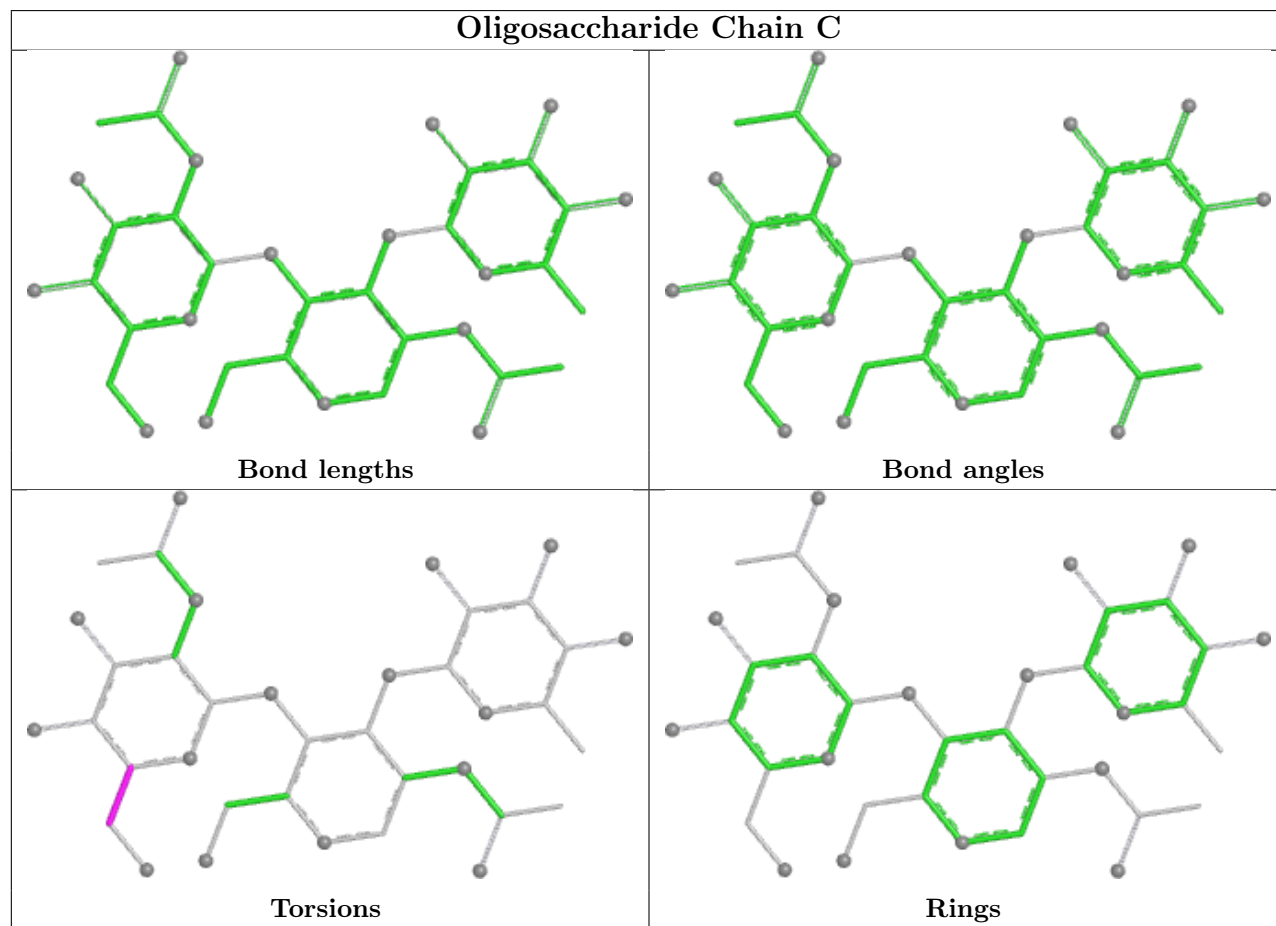 Oligosaccharide Chain C
Bond lengths
Bond angles
Torsions
Rings